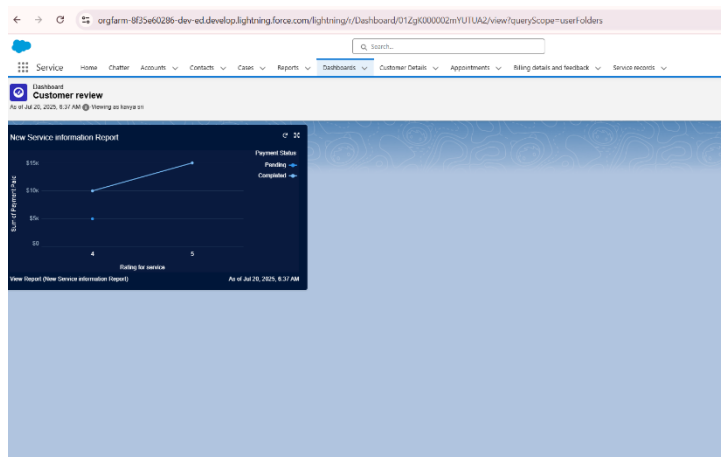 orgfarm-8f35e60286-dev-ed.develop.lightning.force.com/lightning/r/Dashboard/01ZgK000002mYUTUA2/view?queryScope=userFolders
Search...
Service Home Chatter Accounts Contacts Cases Reports Dashboards Customer Details Appointments Billing details and feedback Service records
Dashboard
Customer review
As of Jul 20, 2025, 6:37 AM Viewing as kavya sri
New Service information Report
Payment Status
Pending
Completed
Sum of Payment Paid
$15k
$10k
$5k
$0
4 5
Rating for service
View Report (New Service information Report) As of Jul 20, 2025, 6:37 AM